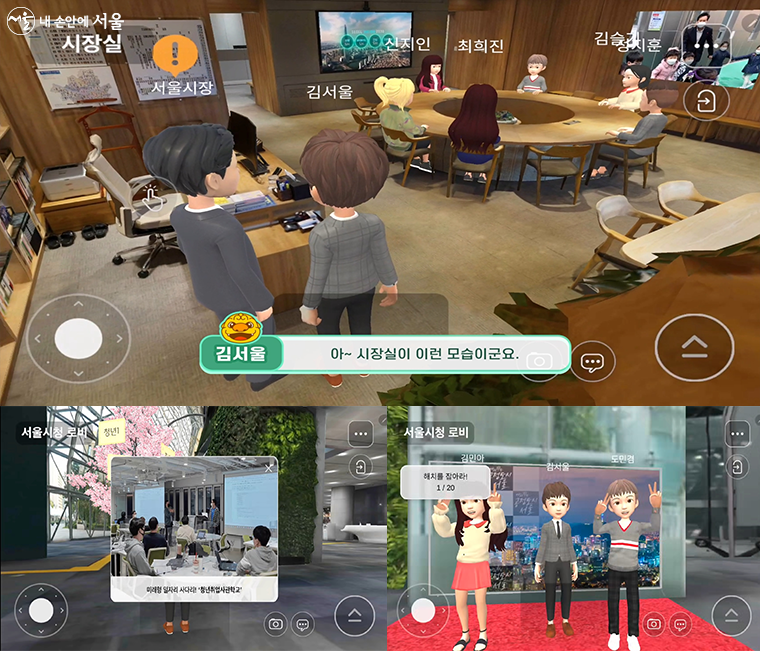 내 손안에 서울
시장실
서울시장
김서울
신지인
최희진
정지훈
김서울
아~ 시장실이 이런 모습이군요.
서울시청 로비
청년1
미래형 일자리 사다리! '청년취업사관학교'
서울시청 로비
김민아
김서울
도민경
해치를 잡아라!
1 / 20